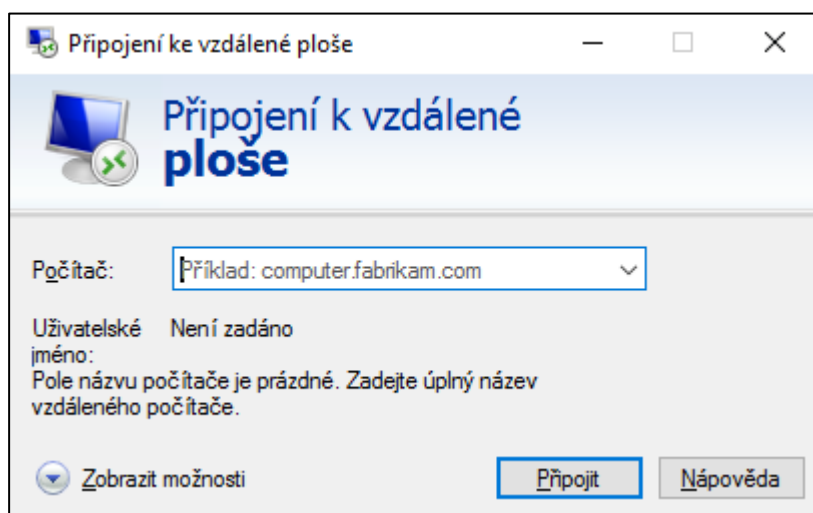 Připojení ke vzdálené ploše
Připojení k vzdálené
ploše
Počítač:
Příklad: computer.fabrikam.com
Uživatelské
jméno:
Není zadáno
Pole názvu počítače je prázdné. Zadejte úplný název
vzdáleného počítače.
Zobrazit možnosti
Připojit
Nápověda